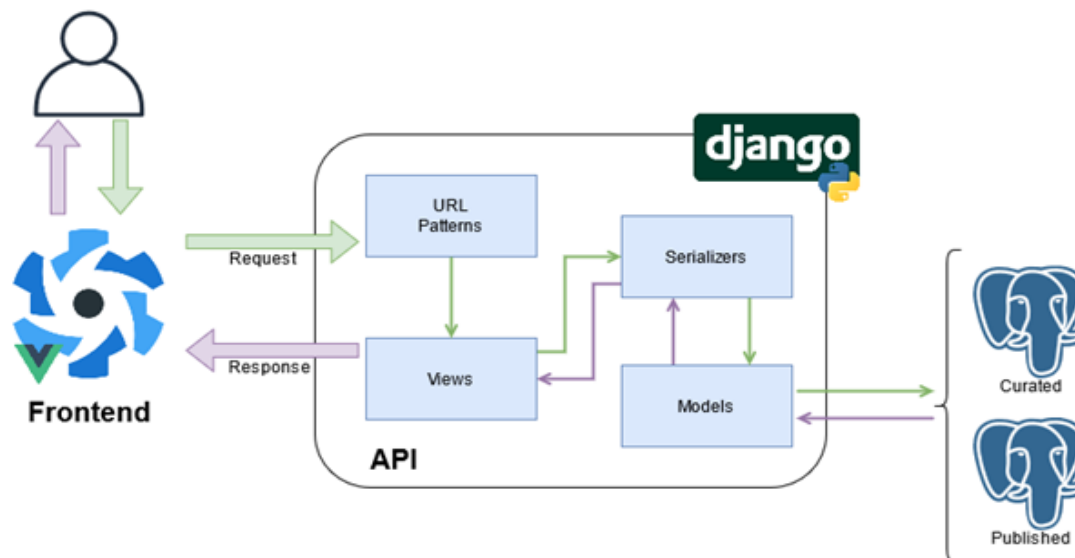 django
URL
Patterns
Serializers
Request
Response
Views
Models
Frontend
API
Curated
Published